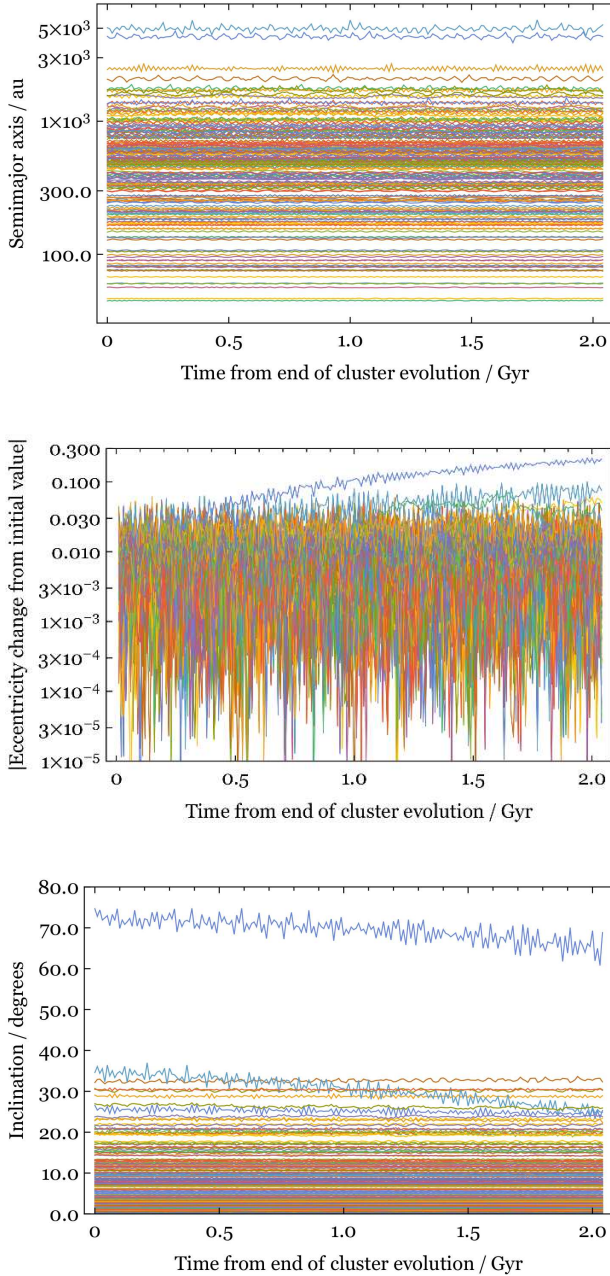 Semimajor axis / au
5×10³
3×10³
1×10³
300.0
100.0
0 0.5 1.0 1.5 2.0
Time from end of cluster evolution / Gyr
|Eccentricity change from initial value|
0.300
0.100
0.030
0.010
3×10⁻³
1×10⁻³
3×10⁻⁴
1×10⁻⁴
3×10⁻⁵
1×10⁻⁵
0 0.5 1.0 1.5 2.0
Time from end of cluster evolution / Gyr
Inclination / degrees
80.0
70.0
60.0
50.0
40.0
30.0
20.0
10.0
0.0
0 0.5 1.0 1.5 2.0
Time from end of cluster evolution / Gyr